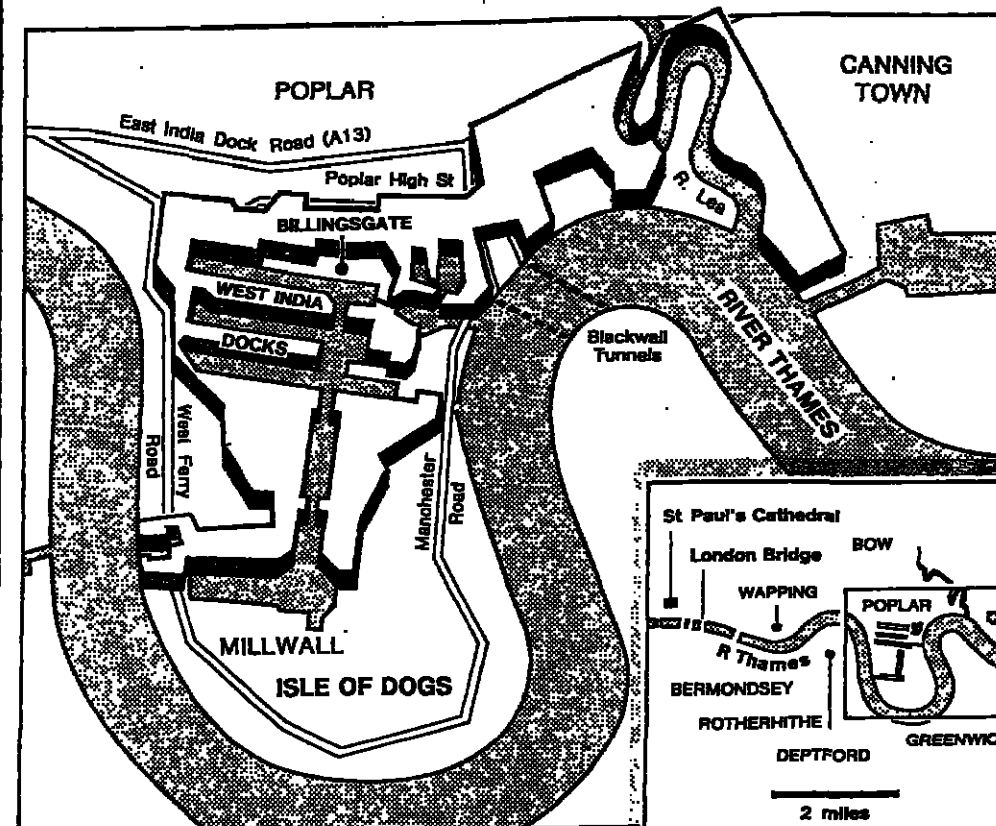 POPLAR
CANNING
TOWN
East India Dock Road (A13)
Poplar High St
R. Lea
BILLINGSGATE
WEST INDIA
DOCKS
Blackwall
Tunnels
RIVER THAMES
West Ferry
Road
Manchester
Road
MILLWALL
ISLE OF DOGS
St Paul's Cathedral
London Bridge
BOW
WAPPING
POPLAR
R Thames
BERMONDSEY
ROTHERHITHE
GREENWIC
DEPTFORD
2 miles